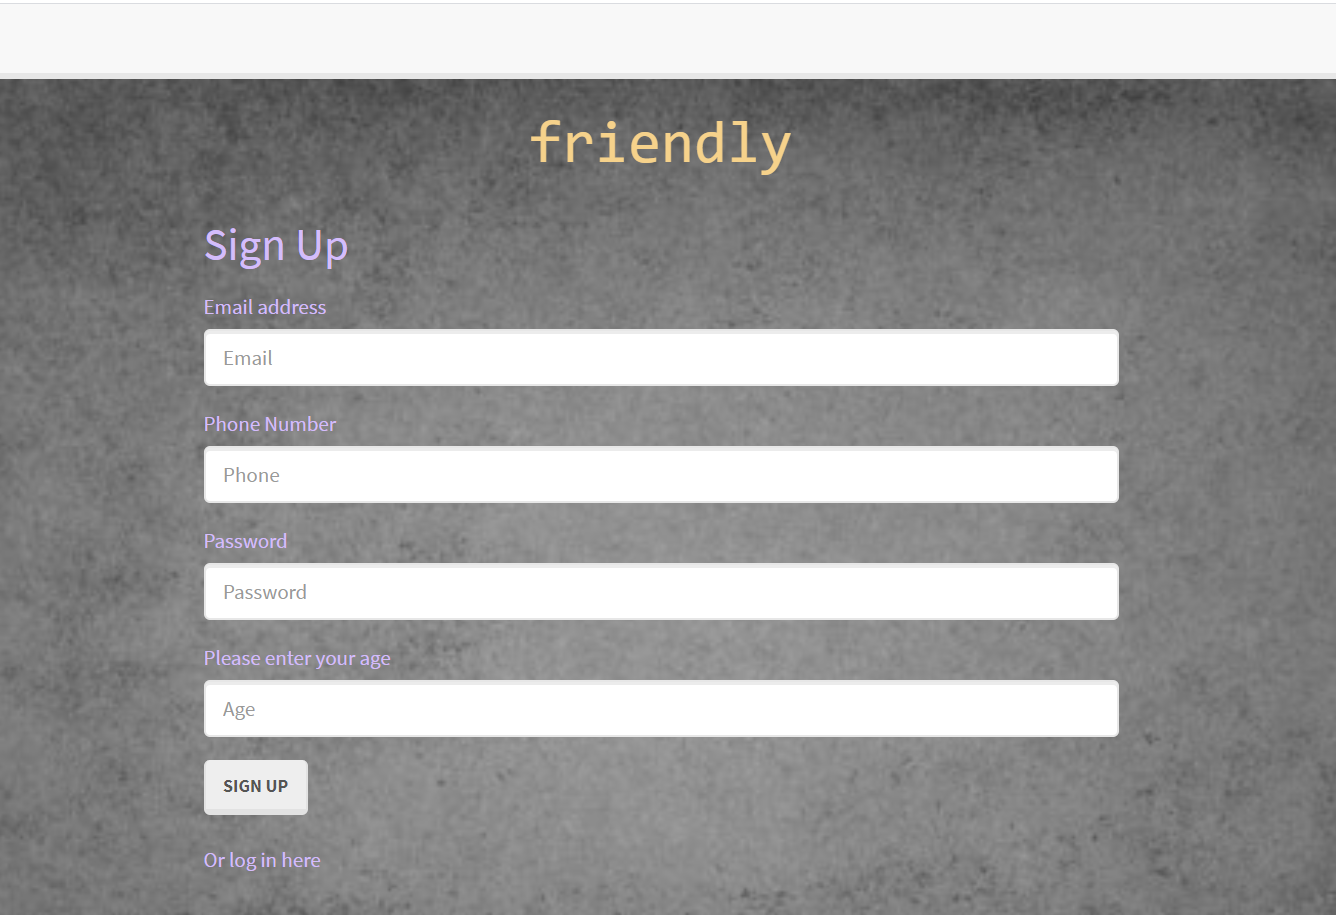 friendly
Sign Up
Email address
Email
Phone Number
Phone
Password
Password
Please enter your age
Age
SIGN UP
Or log in here